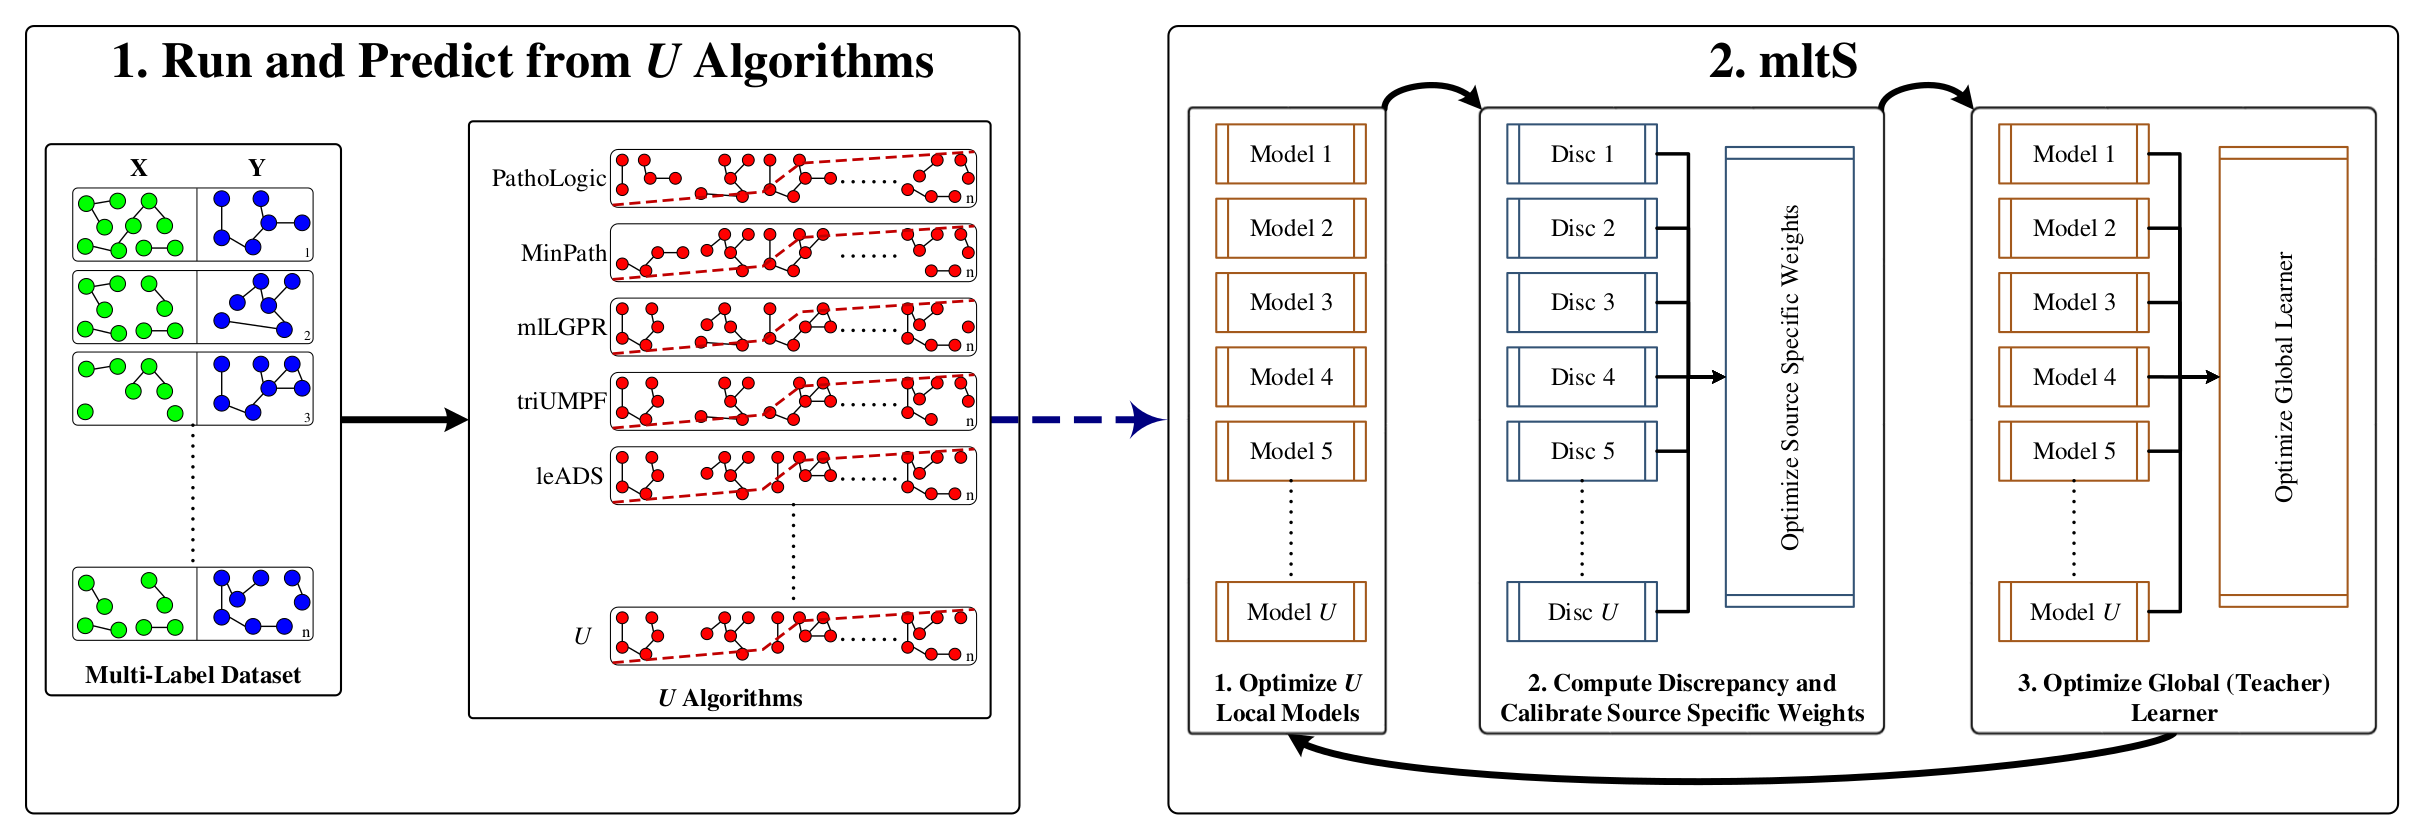 1. Run and Predict from U Algorithms
X Y
1
2
3
n
Multi-Label Dataset
PathoLogic
n
MinPath
n
mlLGPR
n
triUMPF
n
leADS
n
U
n
U Algorithms
2. mltS
Model 1
Model 2
Model 3
Model 4
Model 5
Model U
1. Optimize U
Local Models
Disc 1
Disc 2
Disc 3
Disc 4
Disc 5
Disc U
Optimize Source Specific Weights
2. Compute Discrepancy and
Calibrate Source Specific Weights
Model 1
Model 2
Model 3
Model 4
Model 5
Model U
Optimize Global Learner
3. Optimize Global (Teacher)
Learner